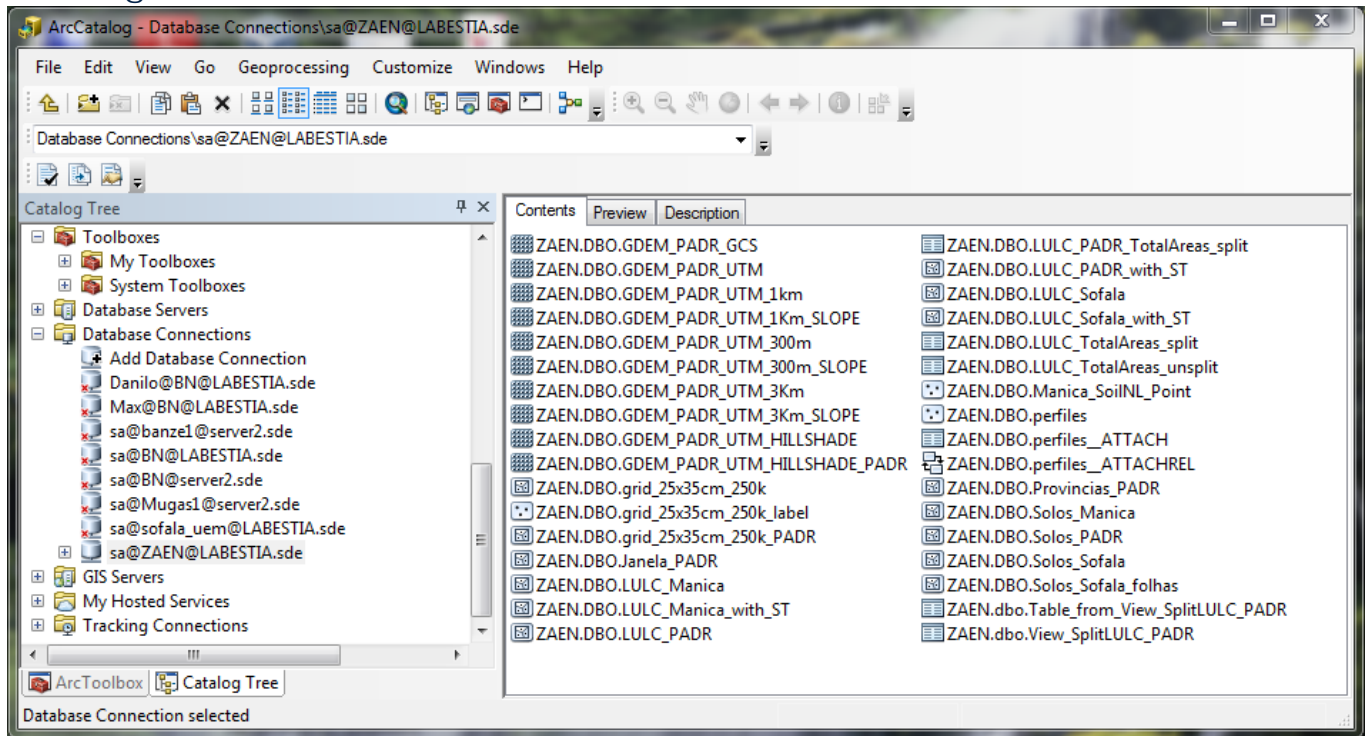 ArcCatalog - Database Connections\sa@ZAEN@LABESTIA.sde
File Edit View Go Geoprocessing Customize Windows Help
Database Connections\sa@ZAEN@LABESTIA.sde
Catalog Tree
Toolboxes
My Toolboxes
System Toolboxes
Database Servers
Database Connections
Add Database Connection
Danilo@BN@LABESTIA.sde
Max@BN@LABESTIA.sde
sa@banze1@server2.sde
sa@BN@LABESTIA.sde
sa@BN@server2.sde
sa@Mugas1@server2.sde
sa@sofala_uem@LABESTIA.sde
sa@ZAEN@LABESTIA.sde
GIS Servers
My Hosted Services
Tracking Connections
ArcToolbox Catalog Tree
Contents Preview Description
ZAEN.DBO.GDEM_PADR_GCS
ZAEN.DBO.GDEM_PADR_UTM
ZAEN.DBO.GDEM_PADR_UTM_1km
ZAEN.DBO.GDEM_PADR_UTM_1Km_SLOPE
ZAEN.DBO.GDEM_PADR_UTM_300m
ZAEN.DBO.GDEM_PADR_UTM_300m_SLOPE
ZAEN.DBO.GDEM_PADR_UTM_3Km
ZAEN.DBO.GDEM_PADR_UTM_3Km_SLOPE
ZAEN.DBO.GDEM_PADR_UTM_HILLSHADE
ZAEN.DBO.GDEM_PADR_UTM_HILLSHADE_PADR
ZAEN.DBO.grid_25x35cm_250k
ZAEN.DBO.grid_25x35cm_250k_label
ZAEN.DBO.grid_25x35cm_250k_PADR
ZAEN.DBO.Janela_PADR
ZAEN.DBO.LULC_Manica
ZAEN.DBO.LULC_Manica_with_ST
ZAEN.DBO.LULC_PADR
ZAEN.DBO.LULC_PADR_TotalAreas_split
ZAEN.DBO.LULC_PADR_with_ST
ZAEN.DBO.LULC_Sofala
ZAEN.DBO.LULC_Sofala_with_ST
ZAEN.DBO.LULC_TotalAreas_split
ZAEN.DBO.LULC_TotalAreas_unsplit
ZAEN.DBO.Manica_SoilNL_Point
ZAEN.DBO.perfiles
ZAEN.DBO.perfiles__ATTACH
ZAEN.DBO.perfiles__ATTACHREL
ZAEN.DBO.Provincias_PADR
ZAEN.DBO.Solos_Manica
ZAEN.DBO.Solos_PADR
ZAEN.DBO.Solos_Sofala
ZAEN.DBO.Solos_Sofala_folhas
ZAEN.dbo.Table_from_View_SplitLULC_PADR
ZAEN.dbo.View_SplitLULC_PADR
Database Connection selected